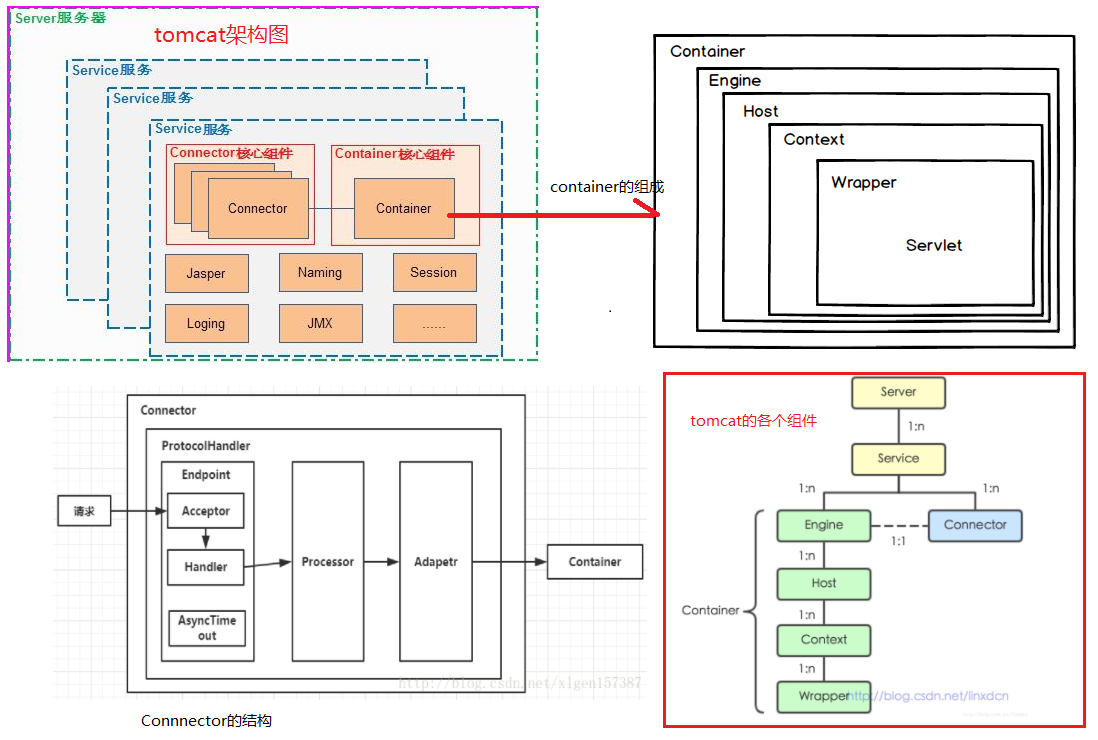 Server服务器
tomcat架构图
Service服务
Service服务
Service服务
Connector核心组件
Container核心组件
Connector
Container
Jasper
Naming
Session
Loging
JMX
......
container的组成
Container
Engine
Host
Context
Wrapper
Servlet
.
Connector
ProtocolHandler
Endpoint
请求
Acceptor
Handler
Processor
Adapetr
Container
AsyncTime
out
http://blog.csdn.net/xlgen157387
Connnector的结构
tomcat的各个组件
Server
1:n
Service
1:n
1:n
Engine
Connector
1:1
1:n
Host
Container
1:n
Context
1:n
Wrapper
http://blog.csdn.net/linxdcn